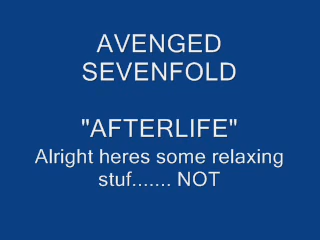 AVENGED
SEVENFOLD
"AFTERLIFE"
Alright heres some relaxing
stuf....... NOT